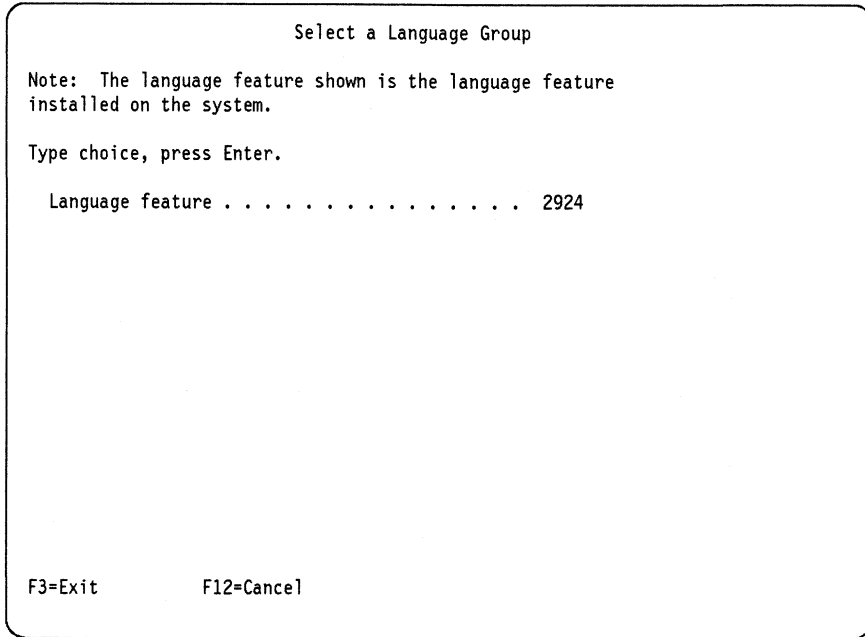 Select a Language Group
Note:  The language feature shown is the language feature
installed on the system.
Type choice, press Enter.
Language feature . . . . . . . . . . . . . . .  2924
F3=Exit          F12=Cancel